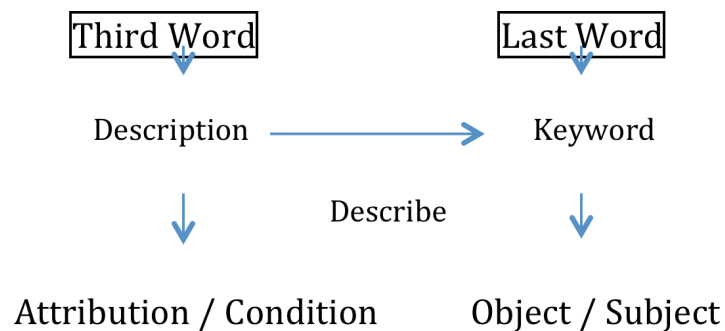 Third Word Last Word
Description Keyword
Describe
Attribution / Condition Object / Subject